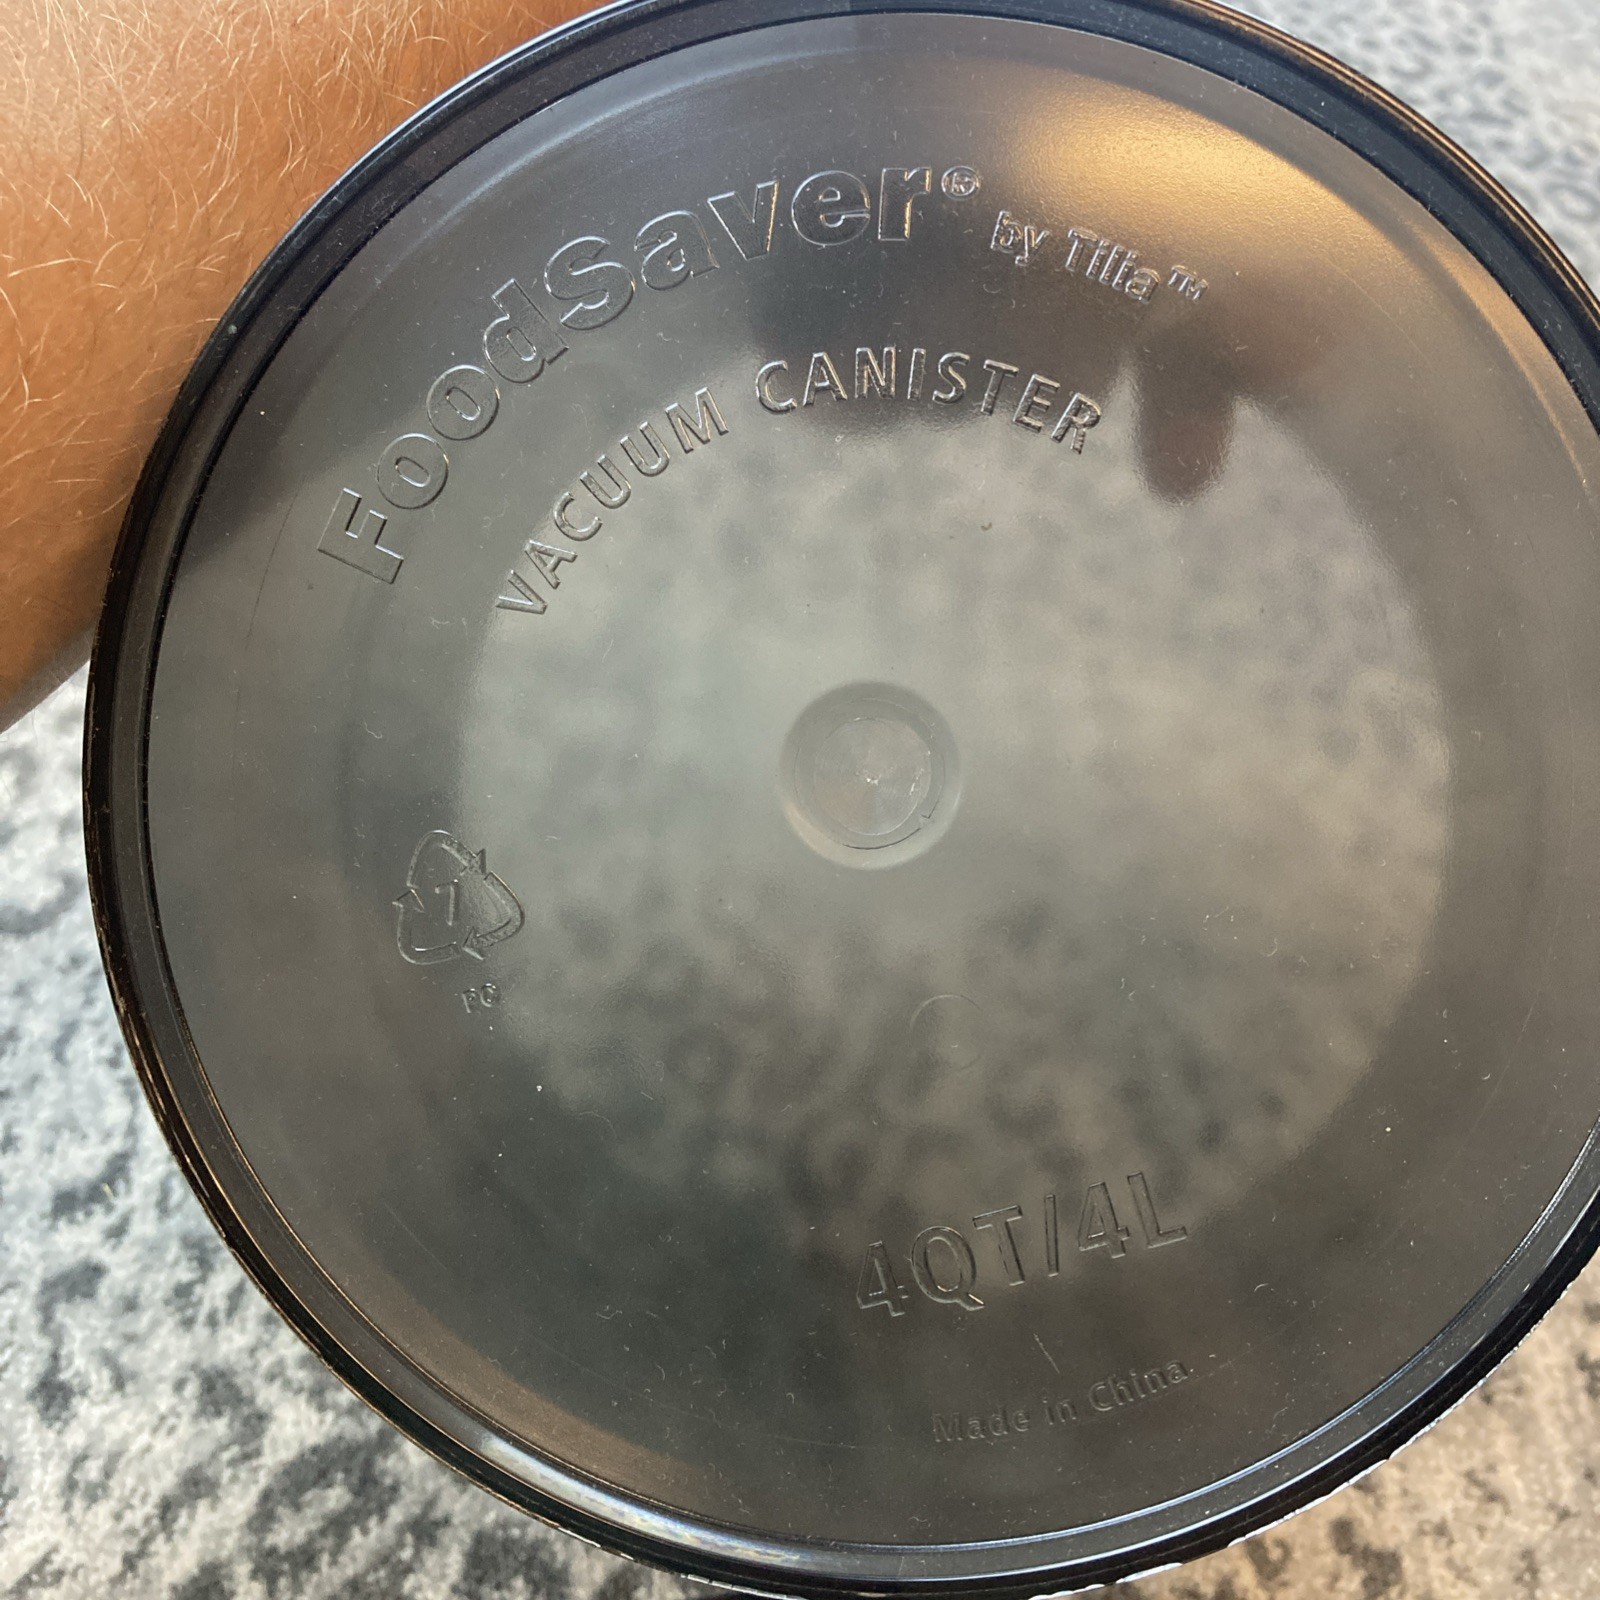 FoodSaver® by Tilia™
VACUUM CANISTER
7
PC
4QT/4L
Made in China